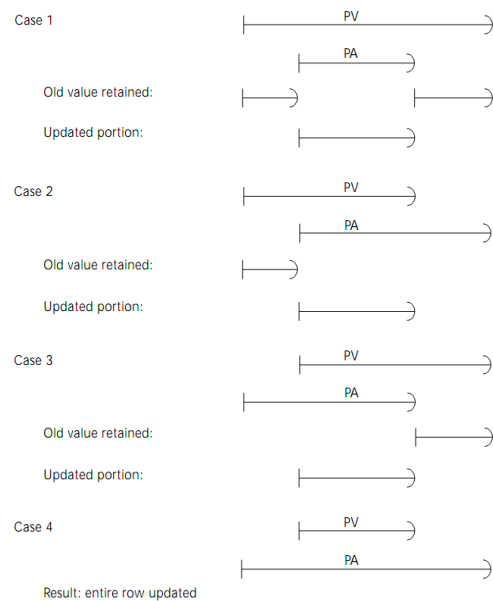 Case 1
PV
PA
Old value retained:
Updated portion:
Case 2
PV
PA
Old value retained:
Updated portion:
Case 3
PV
PA
Old value retained:
Updated portion:
Case 4
PV
PA
Result: entire row updated